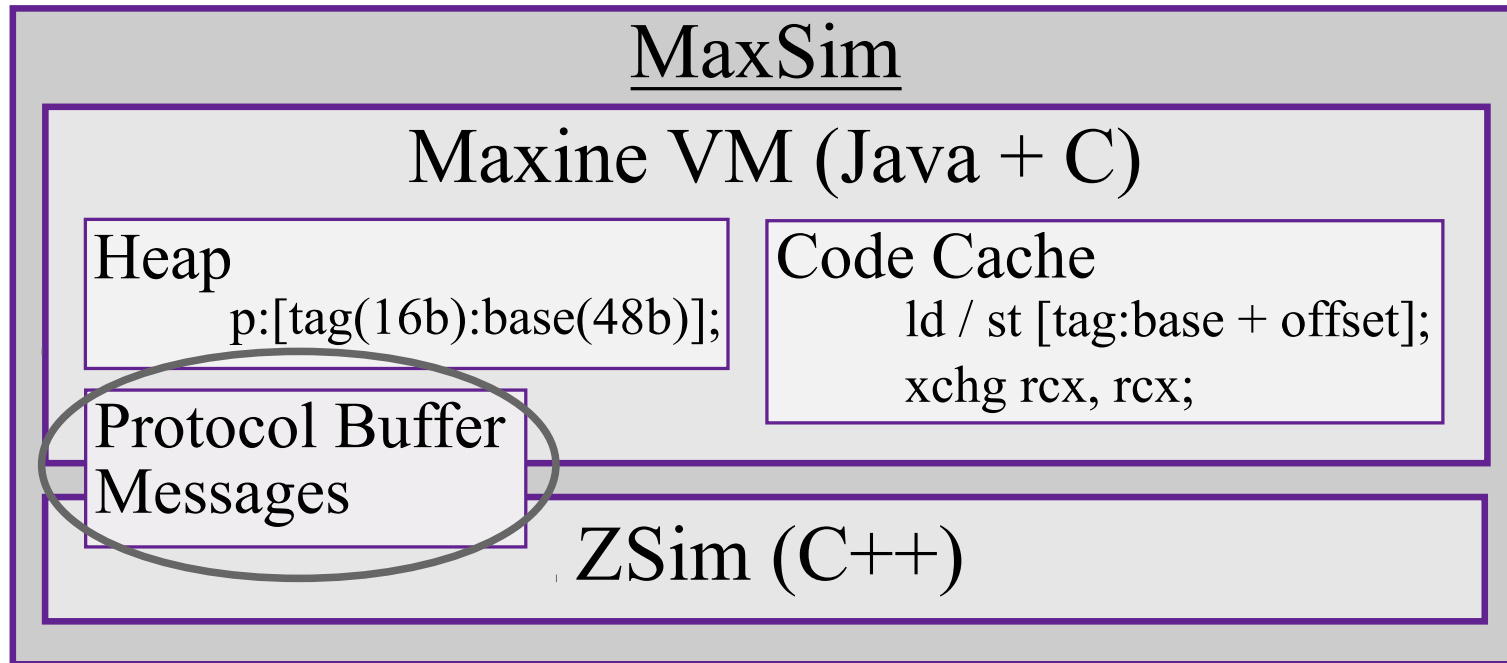 MaxSim
Maxine VM (Java + C)
Heap
p:[tag(16b):base(48b)];
Code Cache
ld / st [tag:base + offset];
xchg rcx, rcx;
Protocol Buffer
Messages
ZSim (C++)